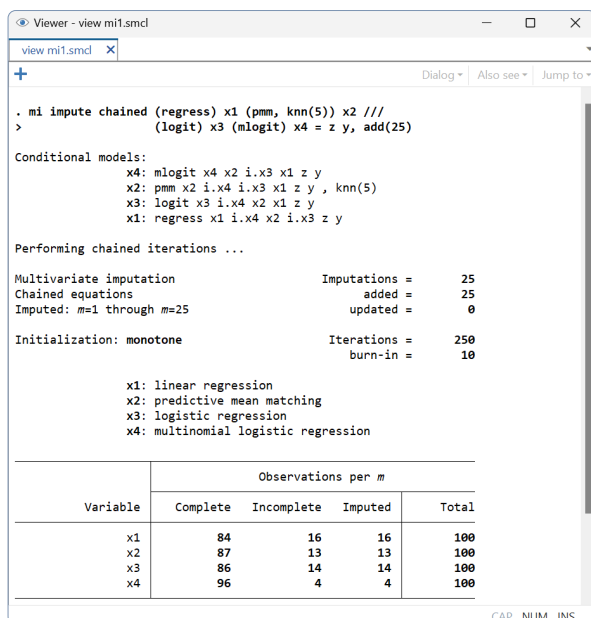 Viewer - view mi1.smcl
view mi1.smcl
Dialog Also see Jump to
. mi impute chained (regress) x1 (pmm, knn(5)) x2 ///
> (logit) x3 (mlogit) x4 = z y, add(25)
Conditional models:
x4: mlogit x4 x2 i.x3 x1 z y
x2: pmm x2 i.x4 i.x3 x1 z y , knn(5)
x3: logit x3 i.x4 x2 x1 z y
x1: regress x1 i.x4 x2 i.x3 z y
Performing chained iterations ...
Multivariate imputation Imputations = 25
Chained equations added = 25
Imputed: m=1 through m=25 updated = 0
Initialization: monotone Iterations = 250
burn-in = 10
x1: linear regression
x2: predictive mean matching
x3: logistic regression
x4: multinomial logistic regression
Observations per m
Variable Complete Incomplete Imputed Total
x1 84 16 16 100
x2 87 13 13 100
x3 86 14 14 100
x4 96 4 4 100
CAP NUM INS